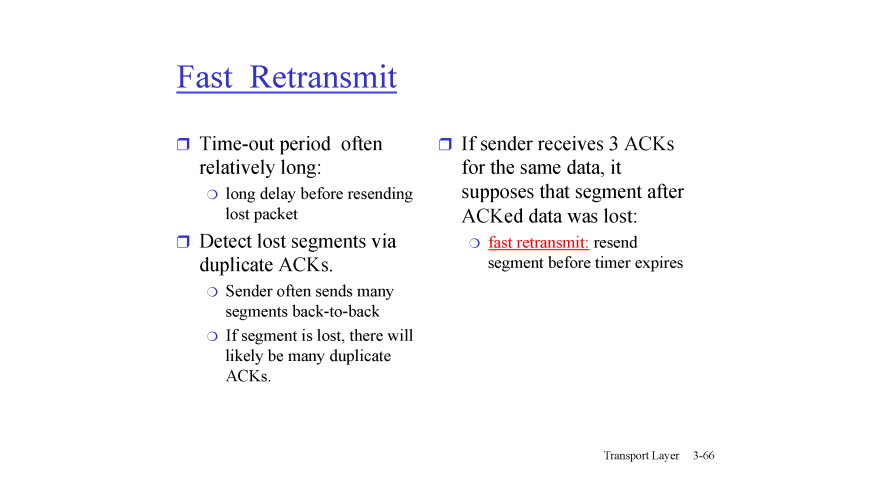 Fast Retransmit
Time-out period often
relatively long:
long delay before resending
lost packet
Detect lost segments via
duplicate ACKs.
Sender often sends many
segments back-to-back
If segment is lost, there will
likely be many duplicate
ACKs.
If sender receives 3 ACKs
for the same data, it
supposes that segment after
ACKed data was lost:
fast retransmit: resend
segment before timer expires
Transport Layer 3-66